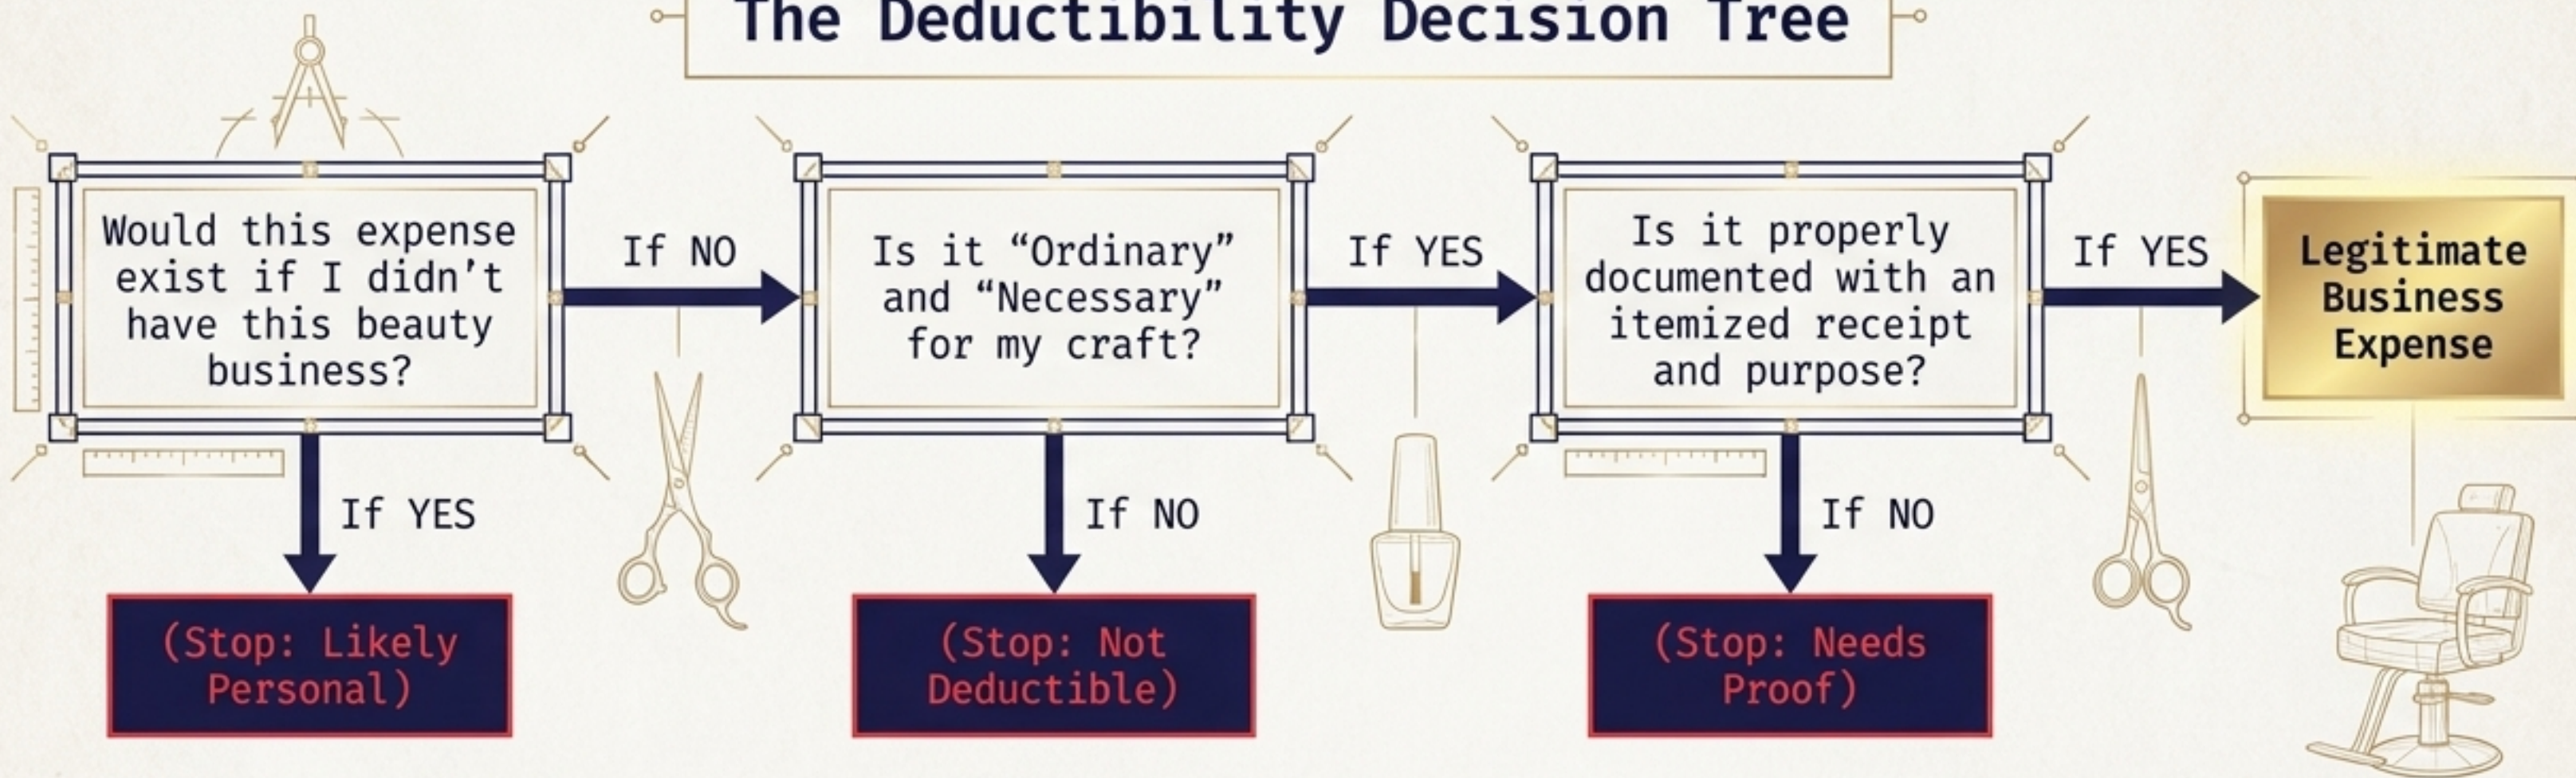 The Deductibility Decision Tree
Would this expense
exist if I didn’t
have this beauty
business?
If NO
Is it “Ordinary”
and “Necessary”
for my craft?
If YES
Is it properly
documented with an
itemized receipt
and purpose?
If YES
Legitimate
Business
Expense
If YES
If NO
If NO
(Stop: Likely
Personal)
(Stop: Not
Deductible)
(Stop: Needs
Proof)